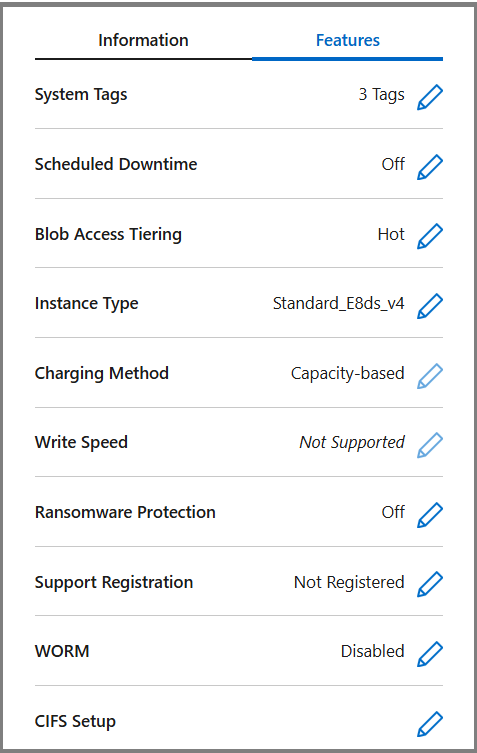 Information Features
System Tags 3 Tags
Scheduled Downtime Off
Blob Access Tiering Hot
Instance Type Standard_E8ds_v4
Charging Method Capacity-based
Write Speed Not Supported
Ransomware Protection Off
Support Registration Not Registered
WORM Disabled
CIFS Setup